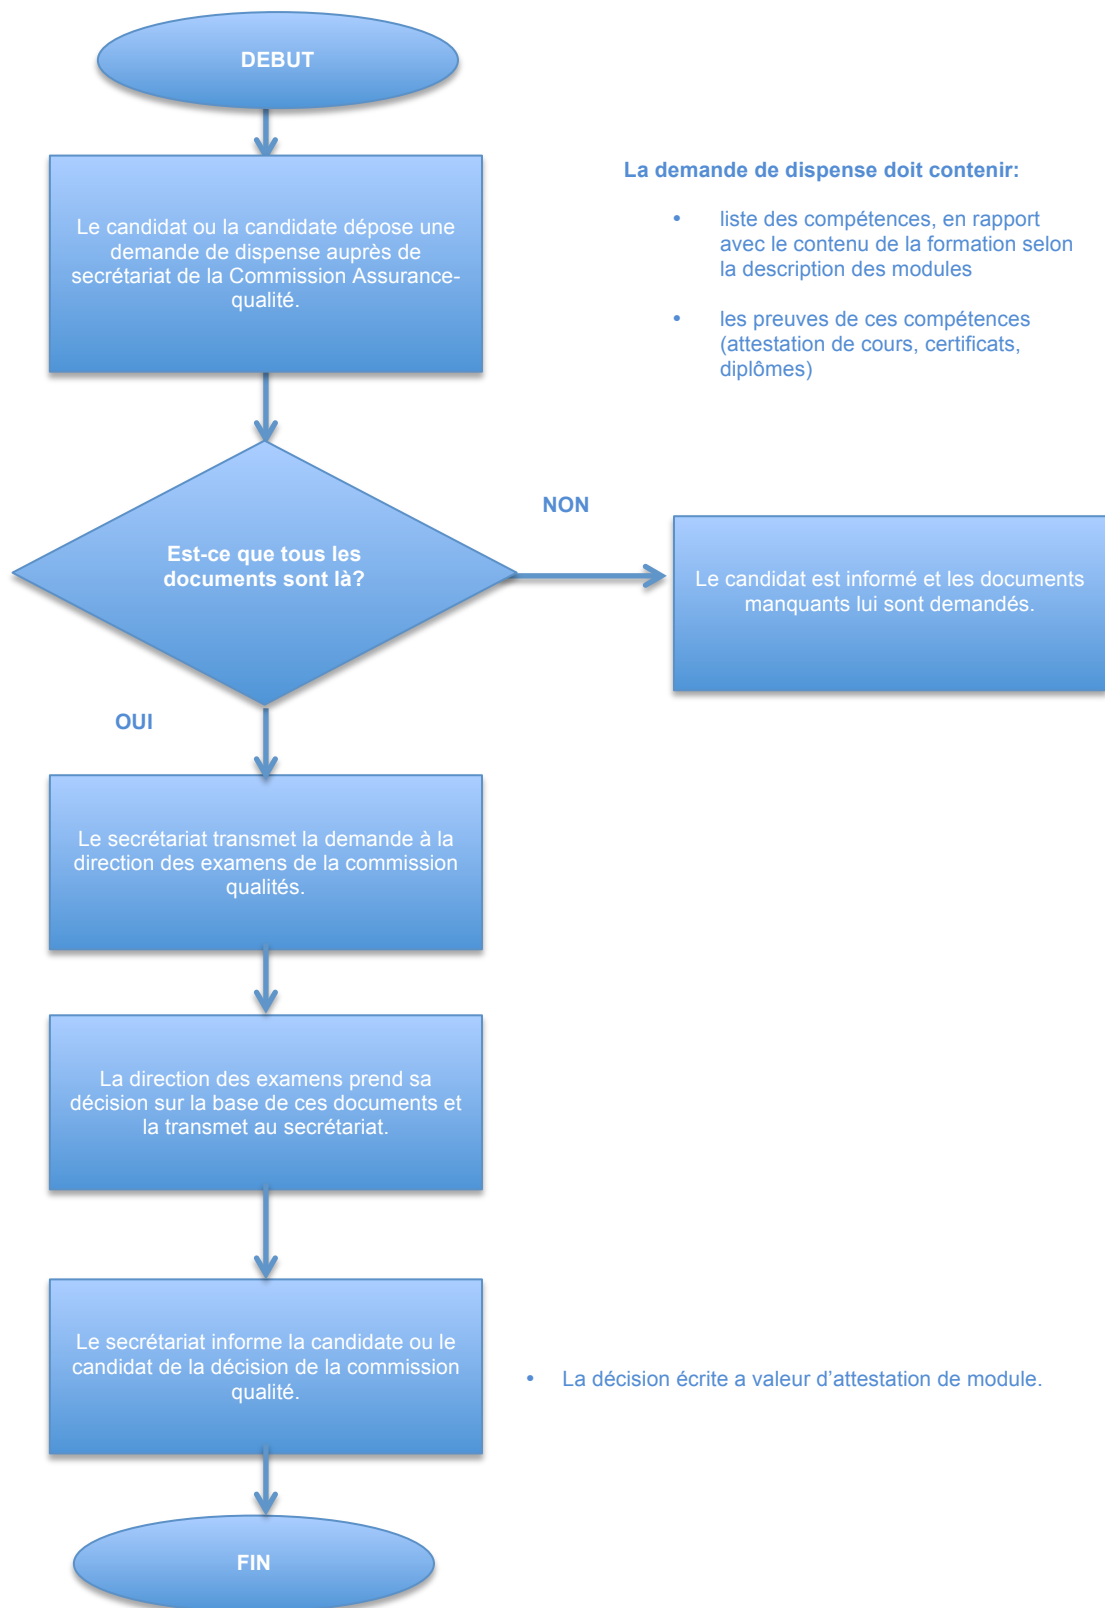 DEBUT
Le candidat ou la candidate dépose une
demande de dispense auprès de
secrétariat de la Commission Assurance-
qualité.
La demande de dispense doit contenir:
• liste des compétences, en rapport
avec le contenu de la formation selon
la description des modules
• les preuves de ces compétences
(attestation de cours, certificats,
diplômes)
Est-ce que tous les
documents sont là?
NON
Le candidat est informé et les documents
manquants lui sont demandés.
OUI
Le secrétariat transmet la demande à la
direction des examens de la commission
qualités.
La direction des examens prend sa
décision sur la base de ces documents et
la transmet au secrétariat.
Le secrétariat informe la candidate ou le
candidat de la décision de la commission
qualité.
• La décision écrite a valeur d’attestation de module.
FIN